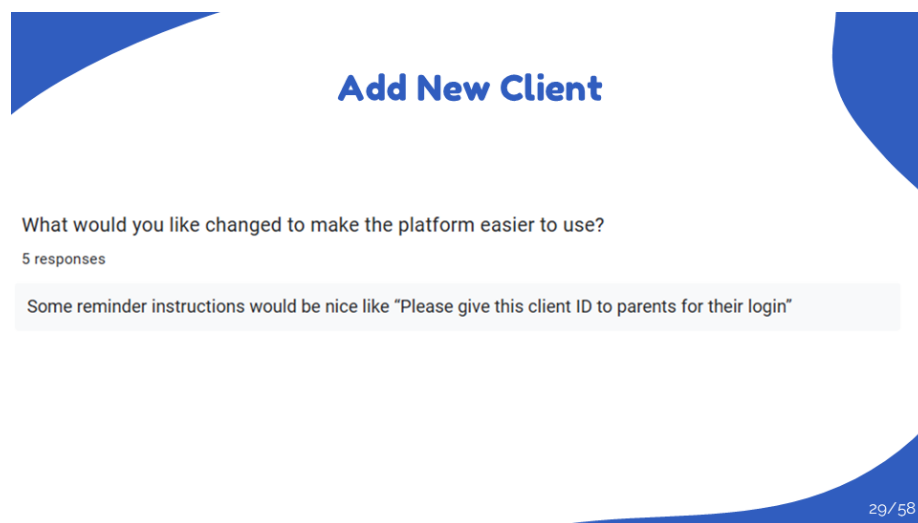 Add New Client
What would you like changed to make the platform easier to use?
5 responses
Some reminder instructions would be nice like “Please give this client ID to parents for their login”
29/58